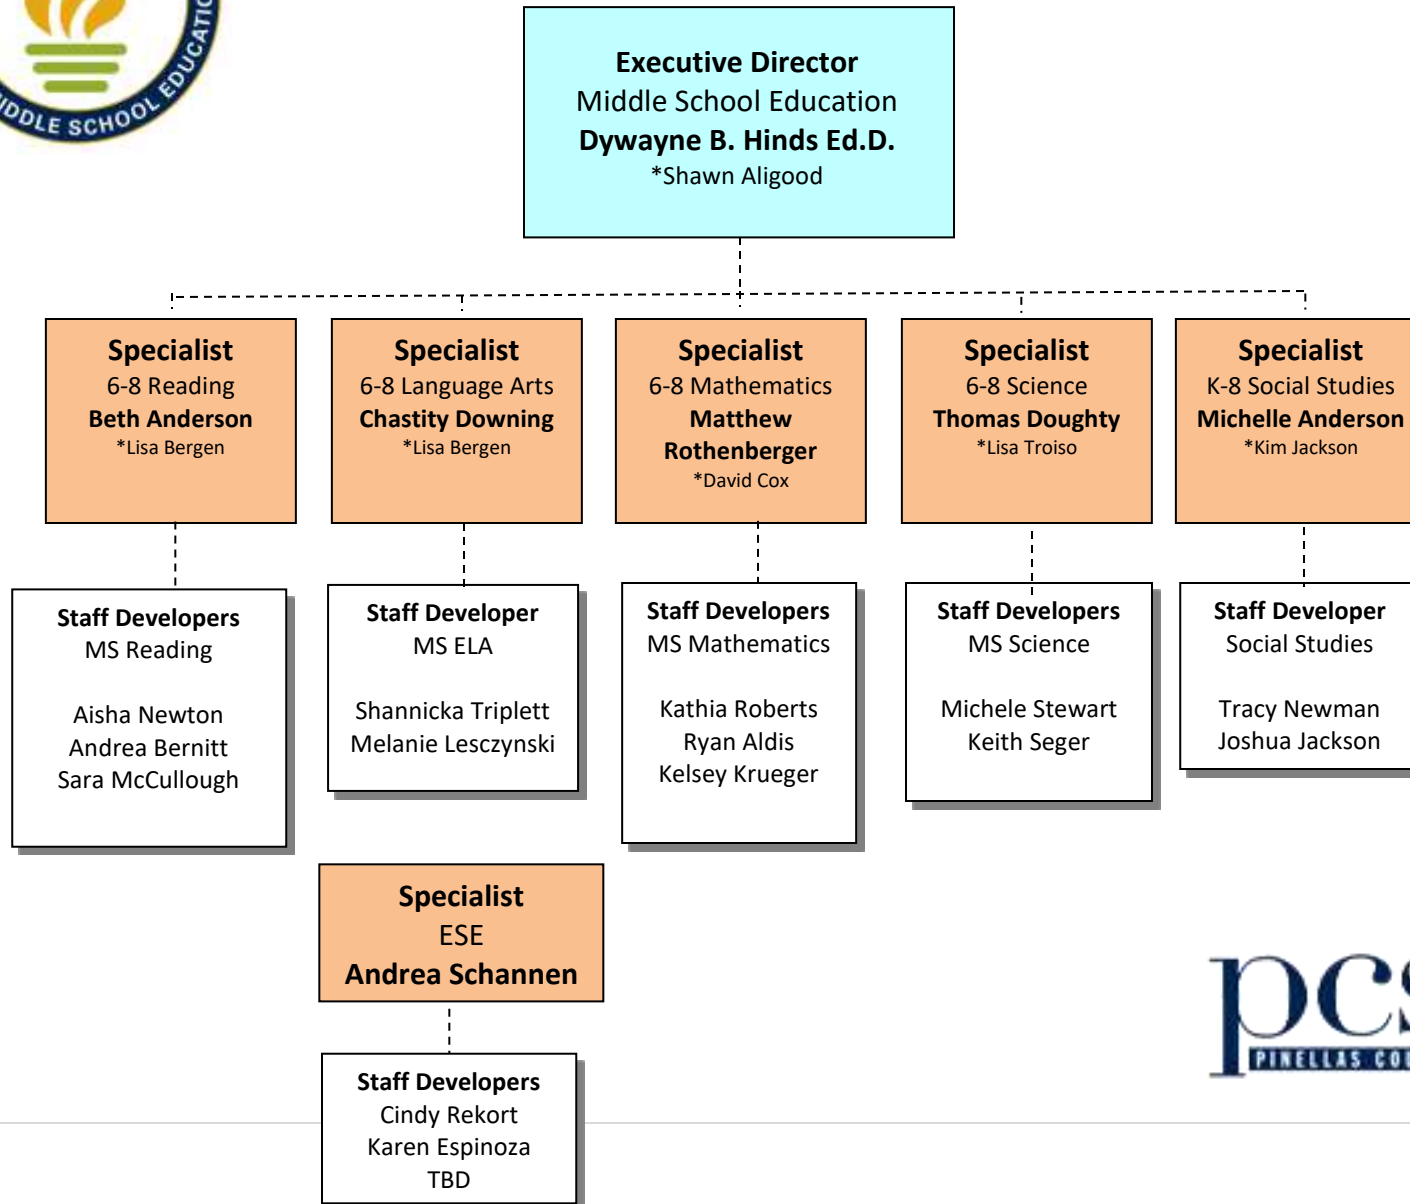 MIDDLE SCHOOL EDUCATIO
Executive Director
Middle School Education
Dywayne B. Hinds Ed.D.
*Shawn Aligood
Specialist
6-8 Reading
Beth Anderson
*Lisa Bergen
Specialist
6-8 Language Arts
Chastity Downing
*Lisa Bergen
Specialist
6-8 Mathematics
Matthew
Rothenberger
*David Cox
Specialist
6-8 Science
Thomas Doughty
*Lisa Troiso
Specialist
K-8 Social Studies
Michelle Anderson
*Kim Jackson
Staff Developers
MS Reading
Aisha Newton
Andrea Bernitt
Sara McCullough
Staff Developer
MS ELA
Shannicka Triplett
Melanie Lesczynski
Staff Developers
MS Mathematics
Kathia Roberts
Ryan Aldis
Kelsey Krueger
Staff Developers
MS Science
Michele Stewart
Keith Seger
Staff Developer
Social Studies
Tracy Newman
Joshua Jackson
Specialist
ESE
Andrea Schannen
Staff Developers
Cindy Rekort
Karen Espinoza
TBD
pcs
PINELLAS COU